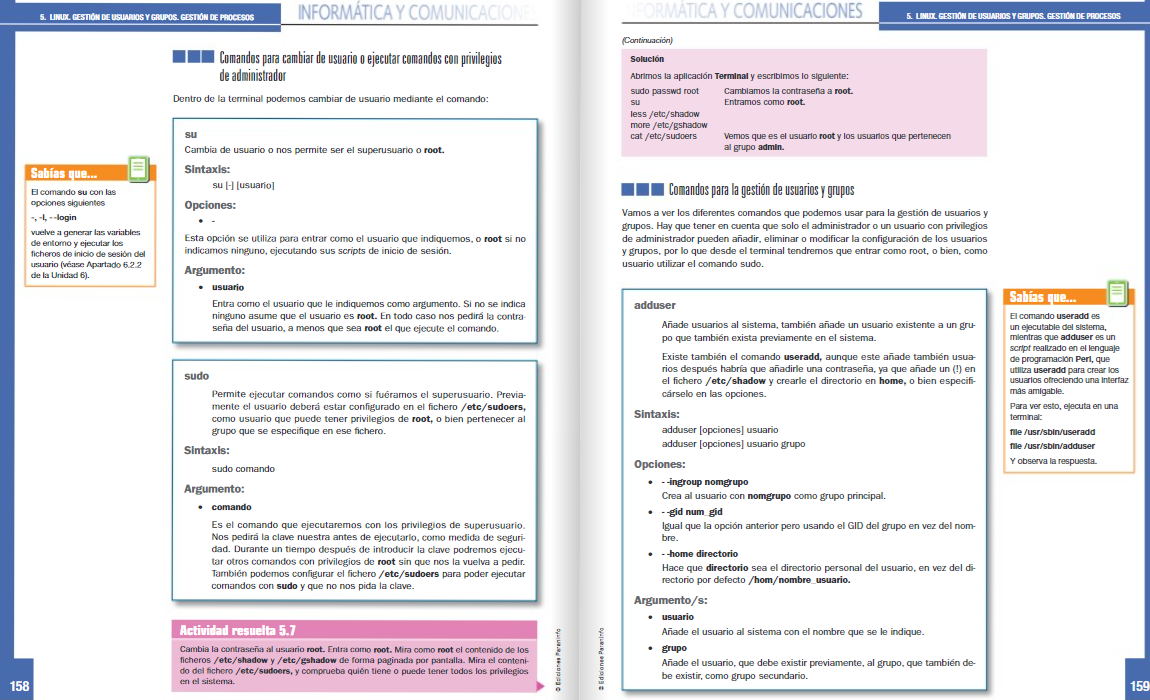 5. LINUX. GESTIÓN DE USUARIOS Y GRUPOS. GESTIÓN DE PROCESOS
INFORMÁTICA Y COMUNICACIONES
Comandos para cambiar de usuario o ejecutar comandos con privilegios
de administrador
Dentro de la terminal podemos cambiar de usuario mediante el comando:
su
Cambia de usuario o nos permite ser el superusuario o root.
Sintaxis:
su [-] [usuario]
Opciones:
• -
Esta opción se utiliza para entrar como el usuario que indiquemos, o root si no
indicamos ninguno, ejecutando sus scripts de inicio de sesión.
Argumento:
• usuario
Entra como el usuario que le indiquemos como argumento. Si no se indica
ninguno asume que el usuario es root. En todo caso nos pedirá la contra-
seña del usuario, a menos que sea root el que ejecute el comando.
Sabías que...
El comando su con las
opciones siguientes
-, -l, --login
vuelve a generar las variables
de entorno y ejecutar los
ficheros de inicio de sesión del
usuario (véase Apartado 6.2.2
de la Unidad 6).
sudo
Permite ejecutar comandos como si fuéramos el superusuario. Previa-
mente el usuario deberá estar configurado en el fichero /etc/sudoers,
como usuario que puede tener privilegios de root, o bien pertenecer al
grupo que se especifique en ese fichero.
Sintaxis:
sudo comando
Argumento:
• comando
Es el comando que ejecutaremos con los privilegios de superusuario.
Nos pedirá la clave nuestra antes de ejecutarlo, como medida de seguri-
dad. Durante un tiempo después de introducir la clave podremos ejecu-
tar otros comandos con privilegios de root sin que nos la vuelva a pedir.
También podemos configurar el fichero /etc/sudoers para poder ejecutar
comandos con sudo y que no nos pida la clave.
Actividad resuelta 5.7
Cambia la contraseña al usuario root. Entra como root. Mira como root el contenido de los
ficheros /etc/shadow y /etc/gshadow de forma paginada por pantalla. Mira el conteni-
do del fichero /etc/sudoers, y comprueba quién tiene o puede tener todos los privilegios
en el sistema.
© Ediciones Paraninfo
158
INFORMÁTICA Y COMUNICACIONES
5. LINUX. GESTIÓN DE USUARIOS Y GRUPOS. GESTIÓN DE PROCESOS
(Continuación)
Solución
Abrimos la aplicación Terminal y escribimos lo siguiente:
sudo passwd root Cambiamos la contraseña a root.
su Entramos como root.
less /etc/shadow
more /etc/gshadow
cat /etc/sudoers Vemos que es el usuario root y los usuarios que pertenecen
al grupo admin.
Comandos para la gestión de usuarios y grupos
Vamos a ver los diferentes comandos que podemos usar para la gestión de usuarios y
grupos. Hay que tener en cuenta que solo el administrador o un usuario con privilegios
de administrador pueden añadir, eliminar o modificar la configuración de los usuarios
y grupos, por lo que desde el terminal tendremos que entrar como root, o bien, como
usuario utilizar el comando sudo.
adduser
Añade usuarios al sistema, también añade un usuario existente a un gru-
po que también exista previamente en el sistema.
Existe también el comando useradd, aunque este añade también usua-
rios después habría que añadirle una contraseña, ya que añade un (!) en
el fichero /etc/shadow y crearle el directorio en home, o bien especifi-
cárselo en las opciones.
Sintaxis:
adduser [opciones] usuario
adduser [opciones] usuario grupo
Opciones:
• --ingroup nomgrupo
Crea al usuario con nomgrupo como grupo principal.
• --gid num_gid
Igual que la opción anterior pero usando el GID del grupo en vez del nom-
bre.
• --home directorio
Hace que directorio sea el directorio personal del usuario, en vez del di-
rectorio por defecto /hom/nombre_usuario.
Argumento/s:
• usuario
Añade el usuario al sistema con el nombre que se le indique.
• grupo
Añade el usuario, que debe existir previamente, al grupo, que también de-
be existir, como grupo secundario.
Sabías que...
El comando useradd es
un ejecutable del sistema,
mientras que adduser es un
script realizado en el lenguaje
de programación Perl, que
utiliza useradd para crear los
usuarios ofreciendo una interfaz
más amigable.
Para ver esto, ejecuta en una
terminal:
file /usr/sbin/useradd
file /usr/sbin/adduser
Y observa la respuesta.
© Ediciones Paraninfo
159